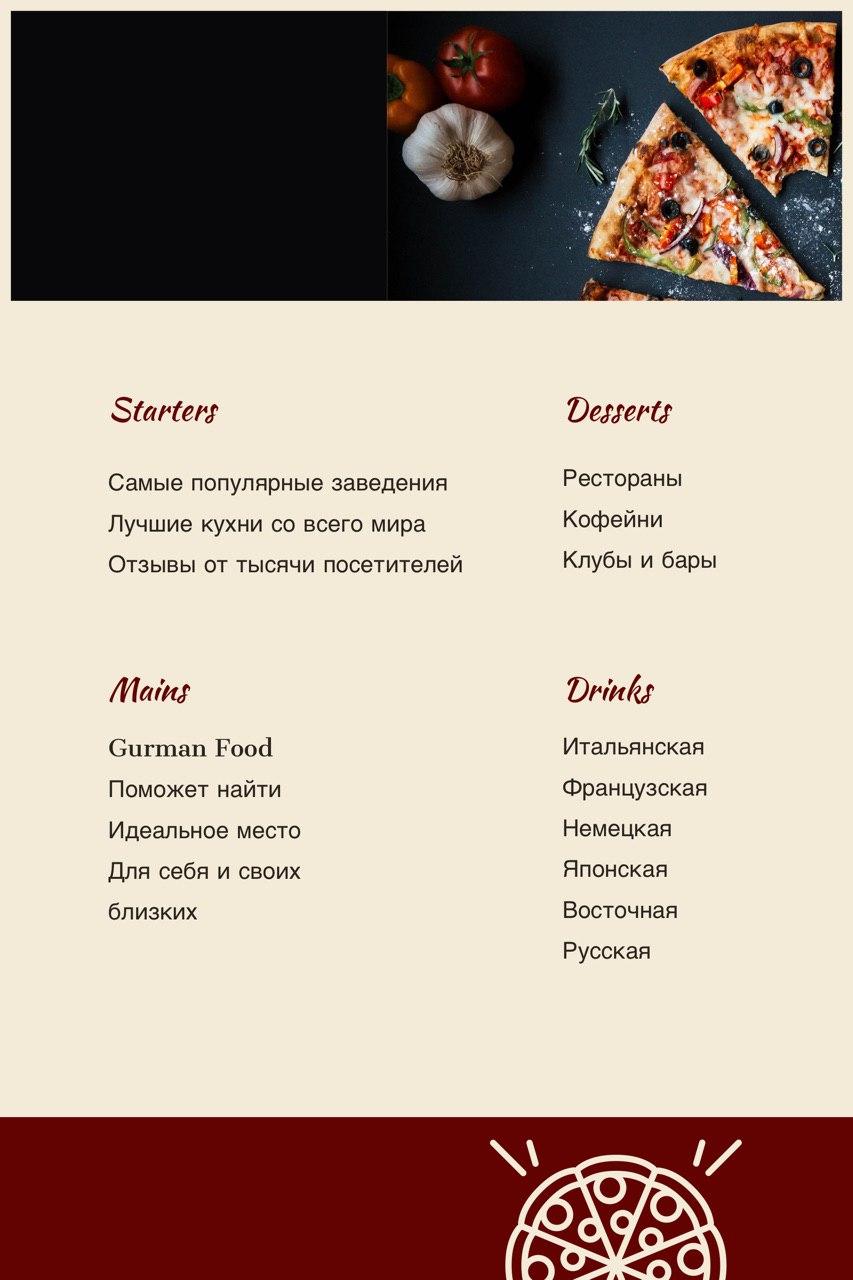 Starters
Самые популярные заведения
Лучшие кухни со всего мира
Отзывы от тысячи посетителей
Desserts
Рестораны
Кофейни
Клубы и бары
Mains
Gurman Food
Поможет найти
Идеальное место
Для себя и своих
близких
Drinks
Итальянская
Французская
Немецкая
Японская
Восточная
Русская